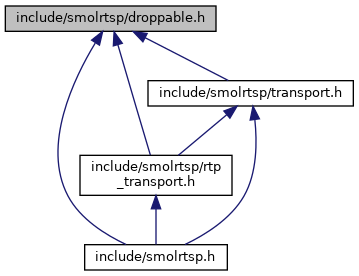 include/smolrtsp/droppable.h
include/smolrtsp/transport.h
include/smolrtsp/rtp
_transport.h
include/smolrtsp.h